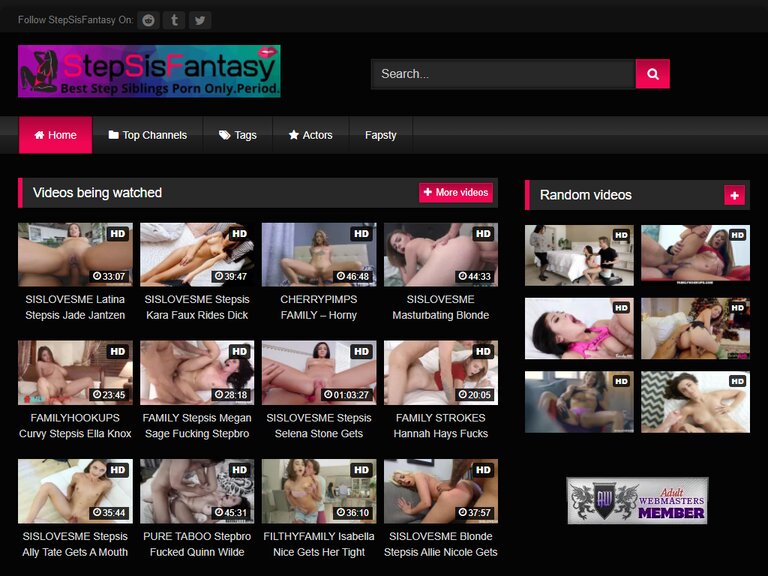 Follow StepSisFantasy On:
StepSisFantasy
Best Step Siblings Porn Only.Period.
Search...
Home
Top Channels
Tags
Actors
Fapsty
Videos being watched
More videos
HD
33:07
SISLOVESME Latina
Stepsis Jade Jantzen
HD
39:47
SISLOVESME Stepsis
Kara Faux Rides Dick
HD
46:48
CHERRYPIMPS
FAMILY – Horny
HD
44:33
SISLOVESME
Masturbating Blonde
HD
23:45
FAMILYHOOKUPS
Curvy Stepsis Ella Knox
HD
28:18
FAMILY Stepsis Megan
Sage Fucking Stepbro
HD
01:03:27
SISLOVESME Stepsis
Selena Stone Gets
HD
20:05
FAMILY STROKES
Hannah Hays Fucks
HD
35:44
SISLOVESME Stepsis
Ally Tate Gets A Mouth
HD
45:31
PURE TABOO Stepbro
Fucked Quinn Wilde
HD
36:10
FILTHYFAMILY Isabella
Nice Gets Her Tight
HD
37:57
SISLOVESME Blonde
Stepsis Allie Nicole Gets
Random videos
HD
HD
HD
HD
HD
HD
AW
Adult
WEBMASTERS
MEMBER